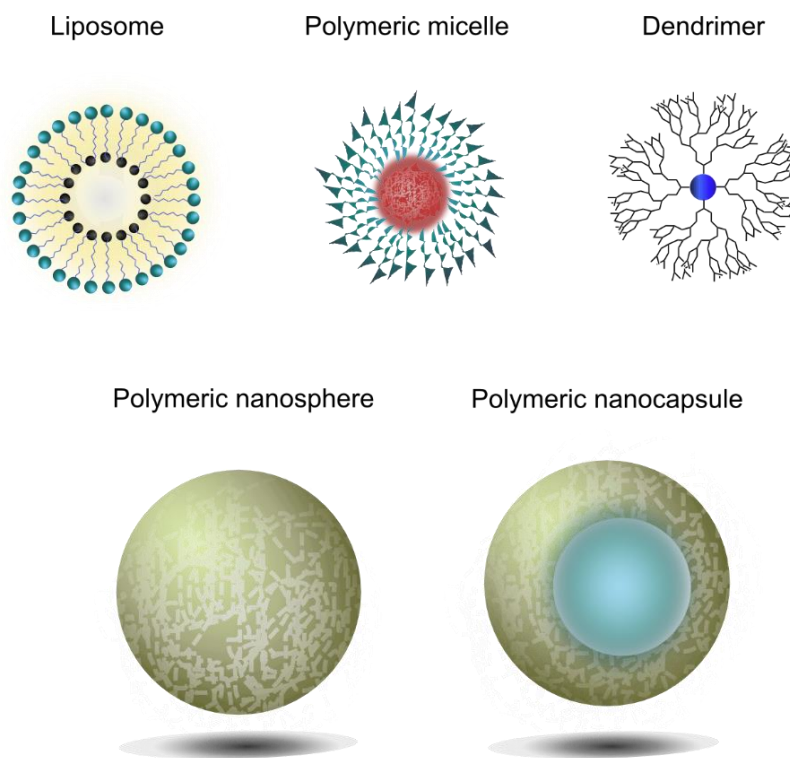 Liposome
Polymeric micelle
Dendrimer
Polymeric nanosphere
Polymeric nanocapsule